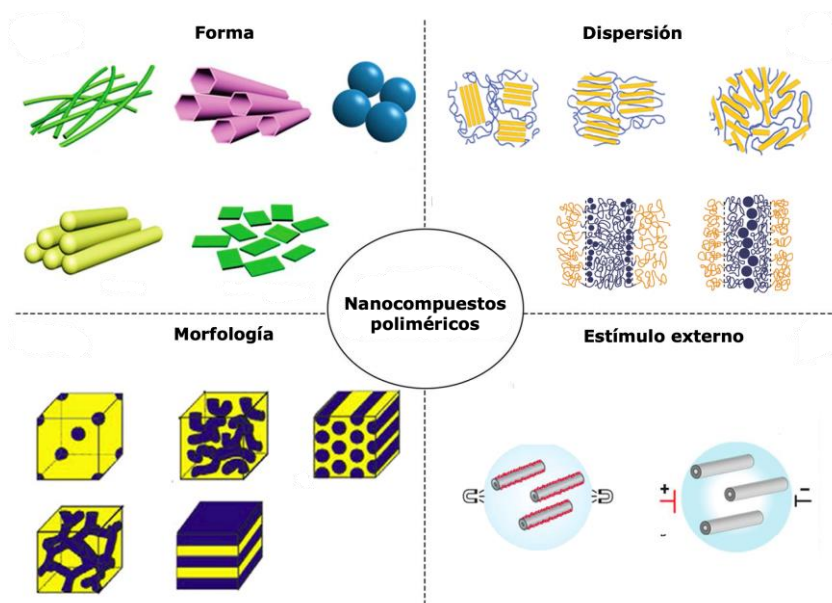 Forma
Dispersión
Nanocompuestos
poliméricos
Morfología
Estímulo externo
+
−